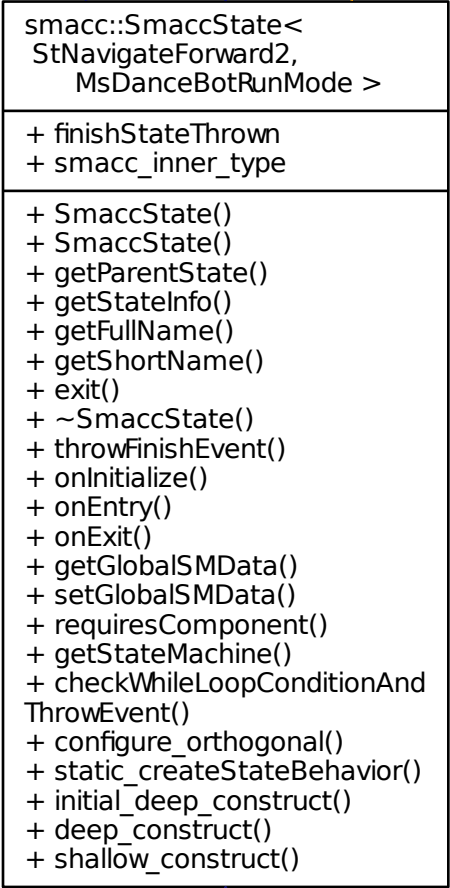 smacc::SmaccState<
StNavigateForward2,
MsDanceBotRunMode >
+ finishStateThrown
+ smacc_inner_type
+ SmaccState()
+ SmaccState()
+ getParentState()
+ getStateInfo()
+ getFullName()
+ getShortName()
+ exit()
+ ~SmaccState()
+ throwFinishEvent()
+ onInitialize()
+ onEntry()
+ onExit()
+ getGlobalSMData()
+ setGlobalSMData()
+ requiresComponent()
+ getStateMachine()
+ checkWhileLoopConditionAnd
ThrowEvent()
+ configure_orthogonal()
+ static_createStateBehavior()
+ initial_deep_construct()
+ deep_construct()
+ shallow_construct()